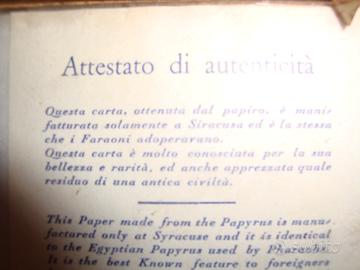 Attestato di autenticità
Questa carta, ottenuta dal papiro, è mani-
fatturata solamente a Siracusa ed è la stessa
che i Faraoni adoperavano.
Questa carta è molto conosciuta per la sua
bellezza e rarità, ed anche apprezzata quale
residuo di una antica civiltà.
This Paper made from the Papyrus is manus
factured only at Syracuse and it is identical
to the Egyptian Papyrus used by Pharaohs.
It is the best Known feature to foreigners